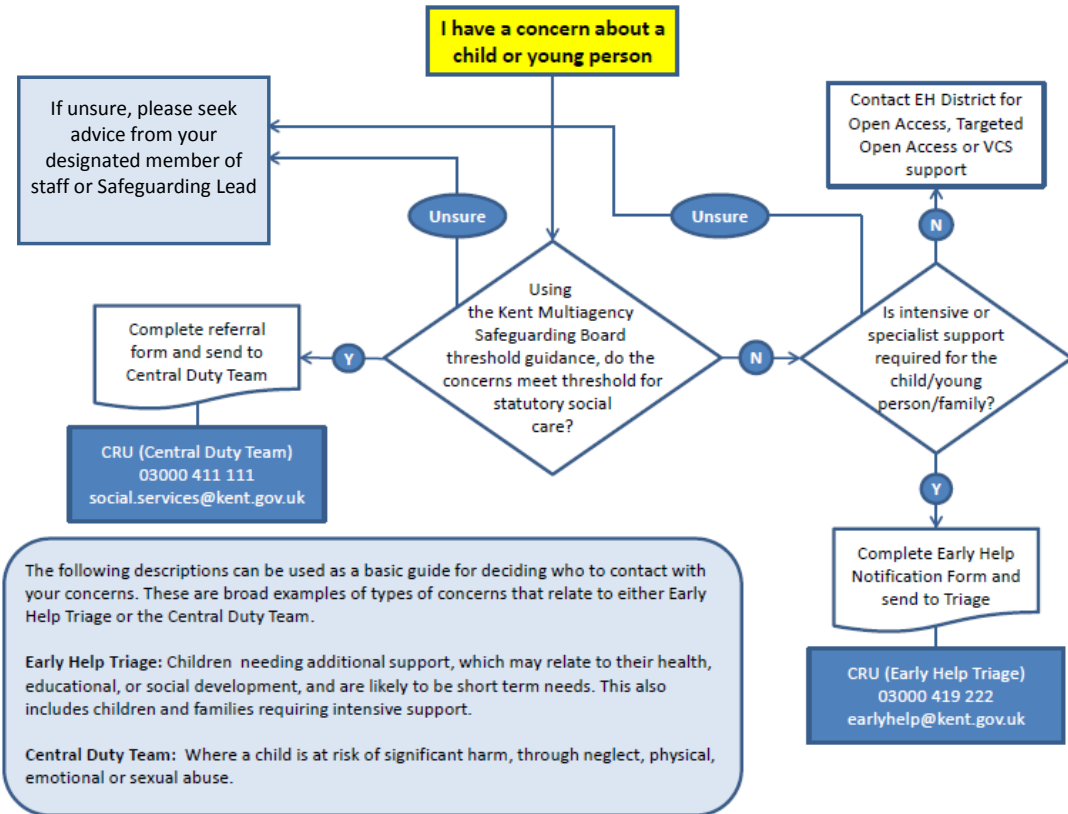 I have a concern about a
child or young person
If unsure, please seek
advice from your
designated member of
staff or Safeguarding Lead
Contact EH District for
Open Access, Targeted
Open Access or VCS
support
Unsure
Unsure
N
Using
the Kent Multiagency
Safeguarding Board
threshold guidance, do the
concerns meet threshold for
statutory social
care?
Is intensive or
specialist support
required for the
child/young
person/family?
Complete referral
form and send to
Central Duty Team
Y
N
CRU (Central Duty Team)
03000 411 111
social.services@kent.gov.uk
Y
Complete Early Help
Notification Form and
send to Triage
CRU (Early Help Triage)
03000 419 222
earlyhelp@kent.gov.uk
The following descriptions can be used as a basic guide for deciding who to contact with
your concerns. These are broad examples of types of concerns that relate to either Early
Help Triage or the Central Duty Team.
Early Help Triage: Children needing additional support, which may relate to their health,
educational, or social development, and are likely to be short term needs. This also
includes children and families requiring intensive support.
Central Duty Team: Where a child is at risk of significant harm, through neglect, physical,
emotional or sexual abuse.